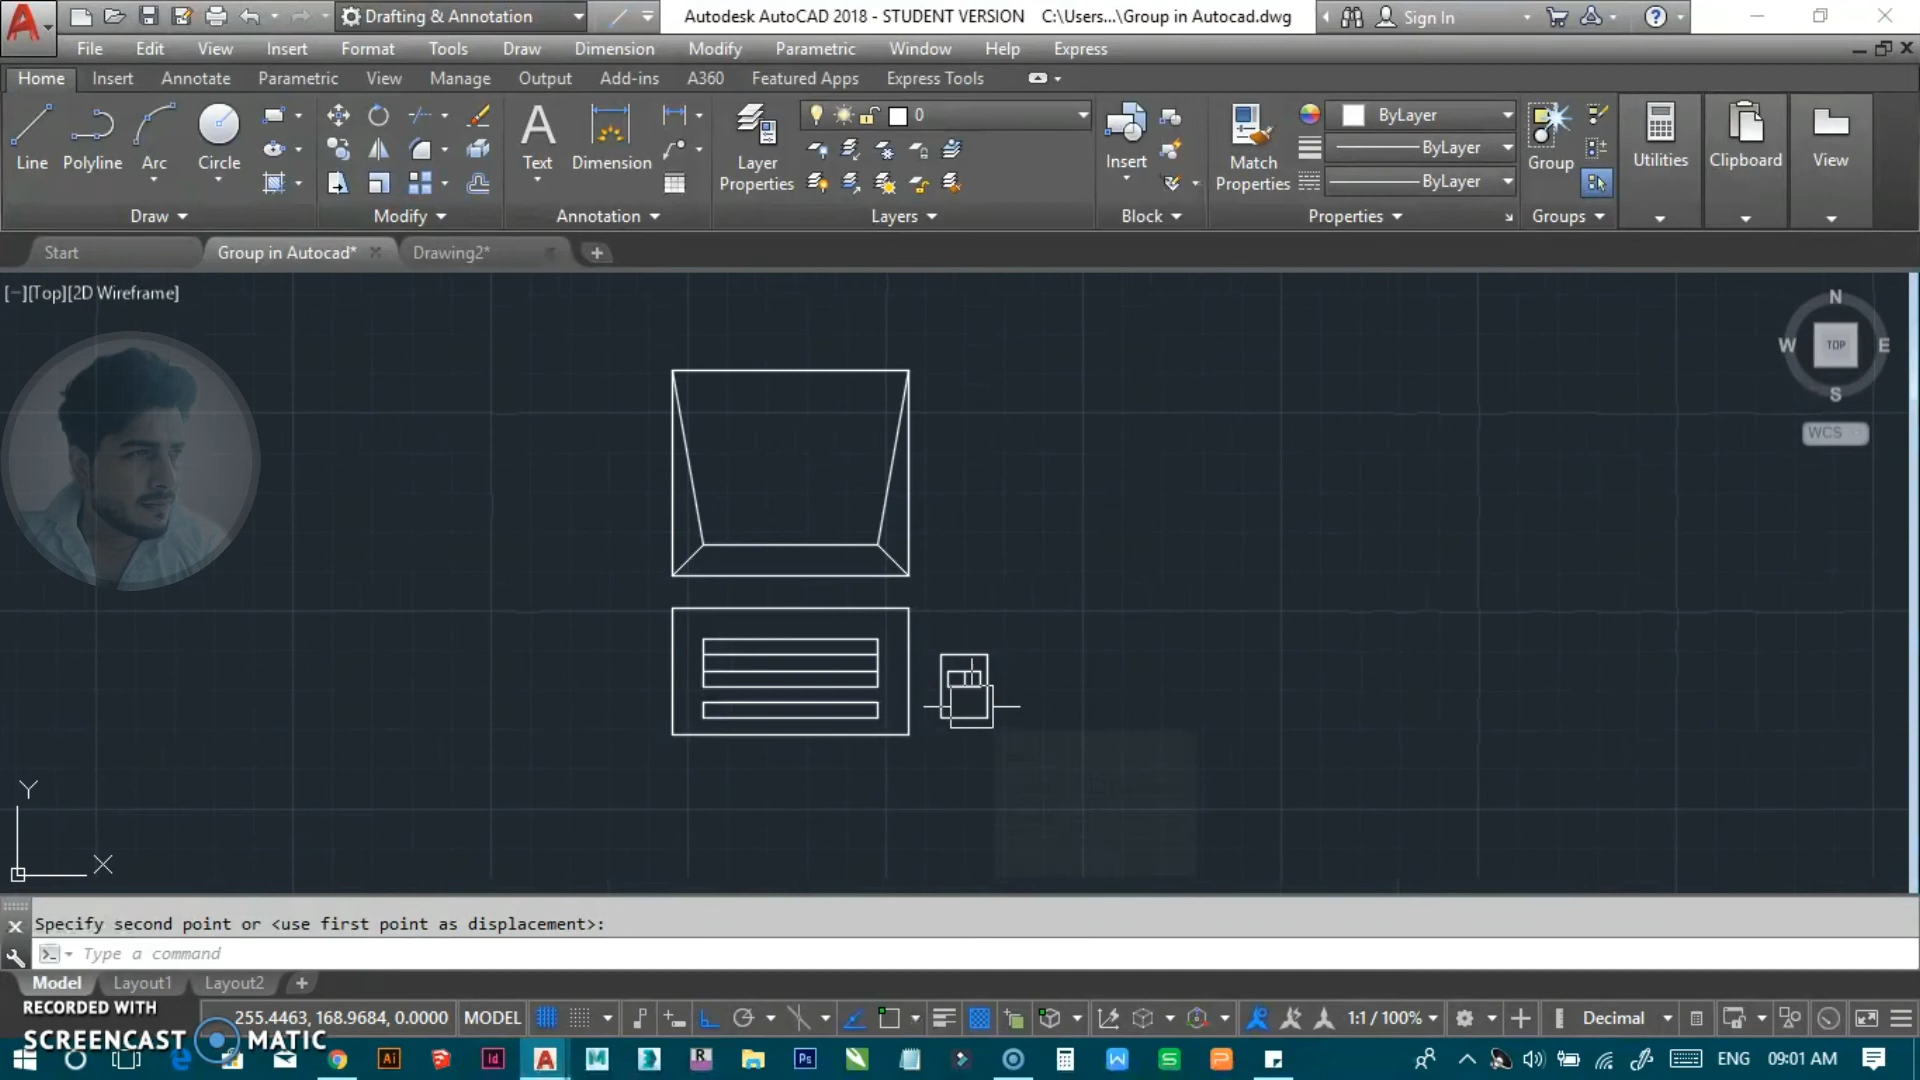 Drafting & Annotation
Autodesk AutoCAD 2018 - STUDENT VERSION C:\Users...\Group in Autocad.dwg
Sign In
File Edit View Insert Format Tools Draw Dimension Modify Parametric Window Help Express
Home Insert Annotate Parametric View Manage Output Add-ins A360 Featured Apps Express Tools
0
ByLayer
ByLayer
ByLayer
Line Polyline Arc Circle Text Dimension Layer Properties Insert Match Properties Group Utilities Clipboard View
Draw Modify Annotation Layers Block Properties Groups
Start Group in Autocad* Drawing2*
[−][Top][2D Wireframe]
N
W TOP E
S
WCS
Y
X
Specify second point or <use first point as displacement>:
Type a command
Model Layout1 Layout2
RECORDED WITH
SCREENCAST MATIC
255.4463, 168.9684, 0.0000 MODEL 1:1 / 100% Decimal
Ai Id A M R Ps W S P ENG 09:01 AM